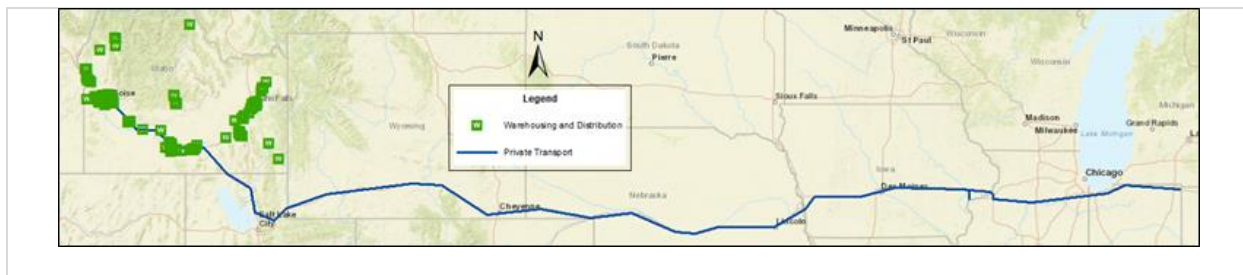 Minneapolis
St Paul
Wisconsin
N
South Dakota
Pierre
Idaho
Wisconsin
Legend
Sioux Falls
Michigan
Wyoming
W Warehousing and Distribution
Madison
Milwaukee
Lake Michigan
Grand Rapids
Private Transport
Iowa
Chicago
Des Moines
Nebraska
Cheyenne
Salt Lake
City
Lincoln